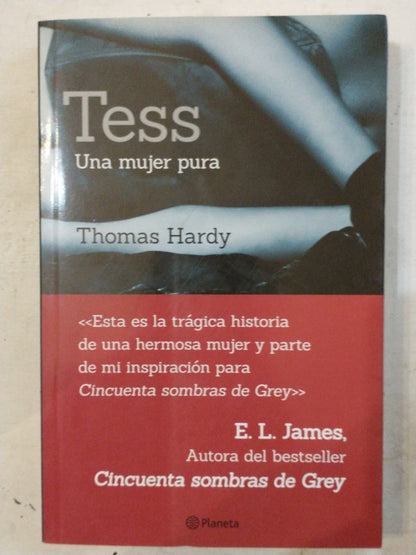 Tess
Una mujer pura
Thomas Hardy
<<Esta es la trágica historia
de una hermosa mujer y parte
de mi inspiración para
Cincuenta sombras de Grey>>
E. L. James,
Autora del bestseller
Cincuenta sombras de Grey
Planeta